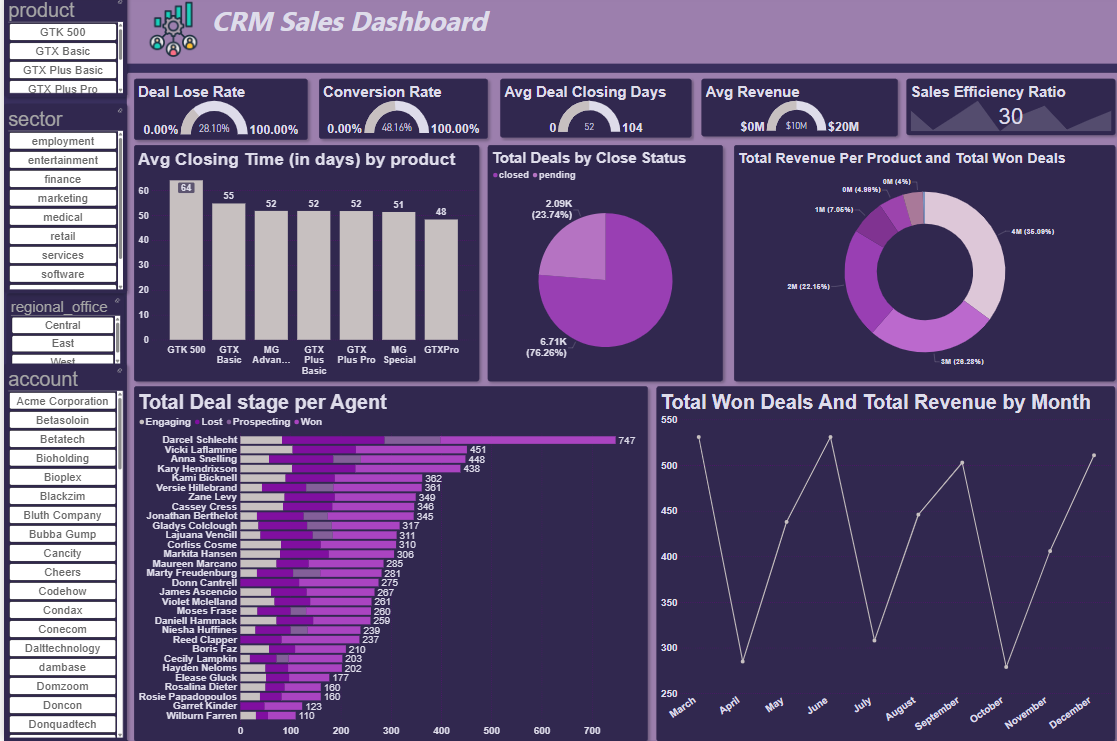 product
GTK 500
GTX Basic
GTX Plus Basic
GTX Plus Pro
sector
employment
entertainment
finance
marketing
medical
retail
services
software
regional_office
Central
East
West
account
Acme Corporation
Betasoloin
Betatech
Bioholding
Bioplex
Blackzim
Bluth Company
Bubba Gump
Cancity
Cheers
Codehow
Condax
Conecom
Dalttechnology
dambase
Domzoom
Doncon
Donquadtech
CRM Sales Dashboard
Deal Lose Rate
0.00% 28.10% 100.00%
Conversion Rate
0.00% 48.16% 100.00%
Avg Deal Closing Days
0 52 104
Avg Revenue
$0M $10M $20M
Sales Efficiency Ratio
30
Avg Closing Time (in days) by product
60
50
40
30
20
10
0
64
55
52
52
52
51
48
GTK 500
GTX Basic
MG Advan...
GTX Plus Basic
GTX Plus Pro
MG Special
GTXPro
Total Deals by Close Status
closed pending
2.09K
(23.74%)
6.71K
(76.26%)
Total Revenue Per Product and Total Won Deals
0M (4%)
0M (4.99%)
1M (7.05%)
4M (35.09%)
2M (22.15%)
3M (26.28%)
Total Deal stage per Agent
Engaging Lost Prospecting Won
Darcel Schlecht 747
Vicki Laflamme 451
Anna Snelling 448
Kary Hendrixson 438
Kami Bicknell 362
Versie Hillebrand 361
Zane Levy 349
Cassey Cress 346
Jonathan Berthelot 345
Gladys Colclough 317
Lajuana Vencill 311
Corliss Cosme 310
Markita Hansen 306
Maureen Marcano 285
Marty Freudenburg 281
Donn Cantrell 275
James Ascencio 267
Violet Mclelland 261
Moses Frase 260
Daniell Hammack 259
Niesha Huffines 239
Reed Clapper 237
Boris Faz 210
Cecily Lampkin 203
Hayden Neloms 202
Elease Gluck 177
Rosalina Dieter 160
Rosie Papadopoulos 160
Garret Kinder 123
Wilburn Farren 110
0 100 200 300 400 500 600 700
Total Won Deals And Total Revenue by Month
550
500
450
400
350
300
250
March
April
May
June
July
August
September
October
November
December